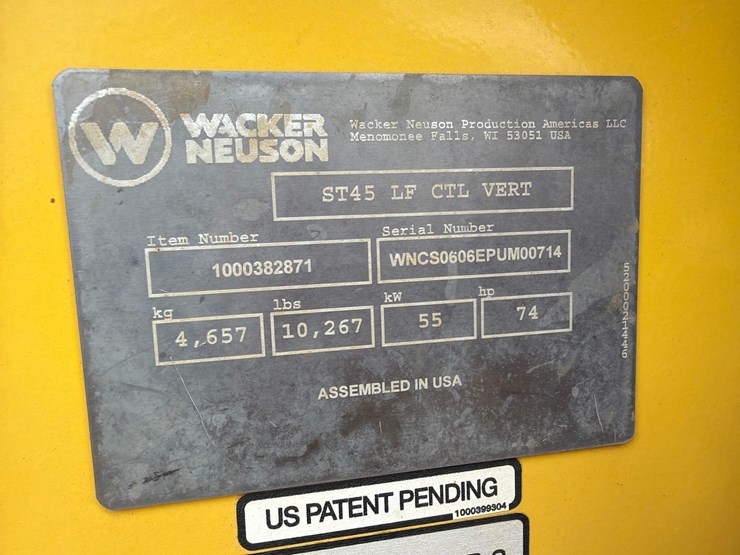 W WACKER
NEUSON
Wacker Neuson Production Americas LLC
Menomonee Falls, WI 53051 USA
ST45 LF CTL VERT
Item Number
1000382871
Serial Number
WNCS0606EPUM00714
kg
4,657
lbs
10,267
kW
55
hp
74
5200021446
ASSEMBLED IN USA
US PATENT PENDING
1000399304